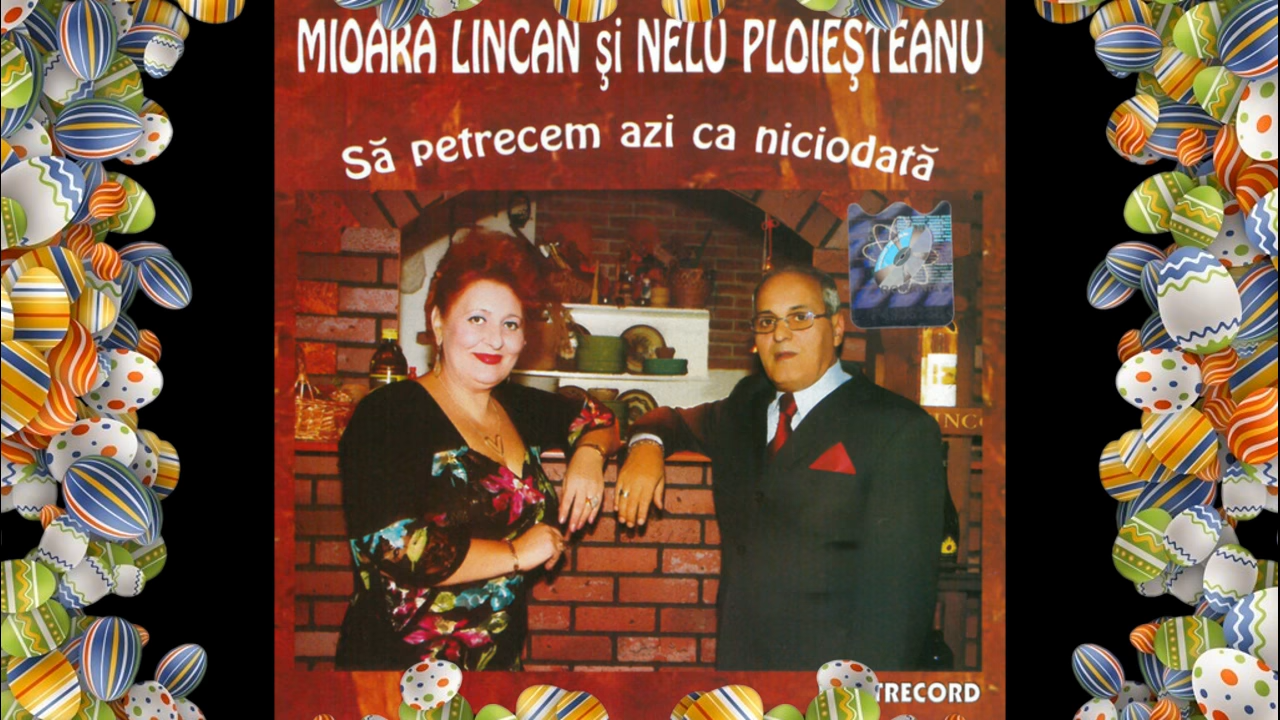 MIOARA LINCAN şi NELU PLOIEŞTEANU
Să petrecem azi ca niciodată
TRECORD